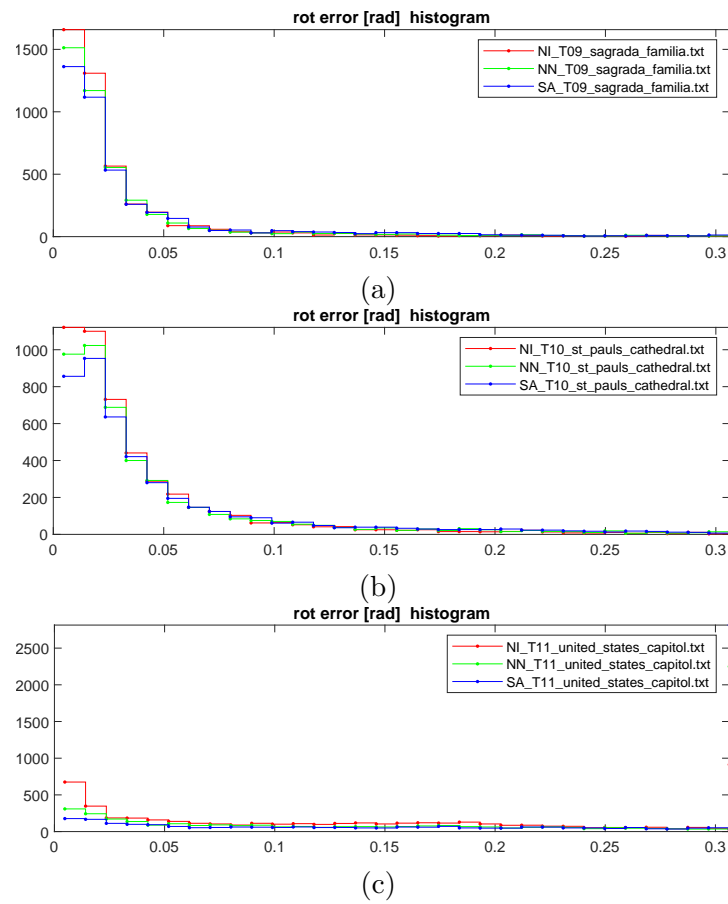 rot error [rad]  histogram
1500
1000
500
0
NI_T09_sagrada_familia.txt
NN_T09_sagrada_familia.txt
SA_T09_sagrada_familia.txt
0 0.05 0.1 0.15 0.2 0.25 0.3
(a)
rot error [rad]  histogram
1000
800
600
400
200
0
NI_T10_st_pauls_cathedral.txt
NN_T10_st_pauls_cathedral.txt
SA_T10_st_pauls_cathedral.txt
0 0.05 0.1 0.15 0.2 0.25 0.3
(b)
rot error [rad]  histogram
2500
2000
1500
1000
500
0
NI_T11_united_states_capitol.txt
NN_T11_united_states_capitol.txt
SA_T11_united_states_capitol.txt
0 0.05 0.1 0.15 0.2 0.25 0.3
(c)